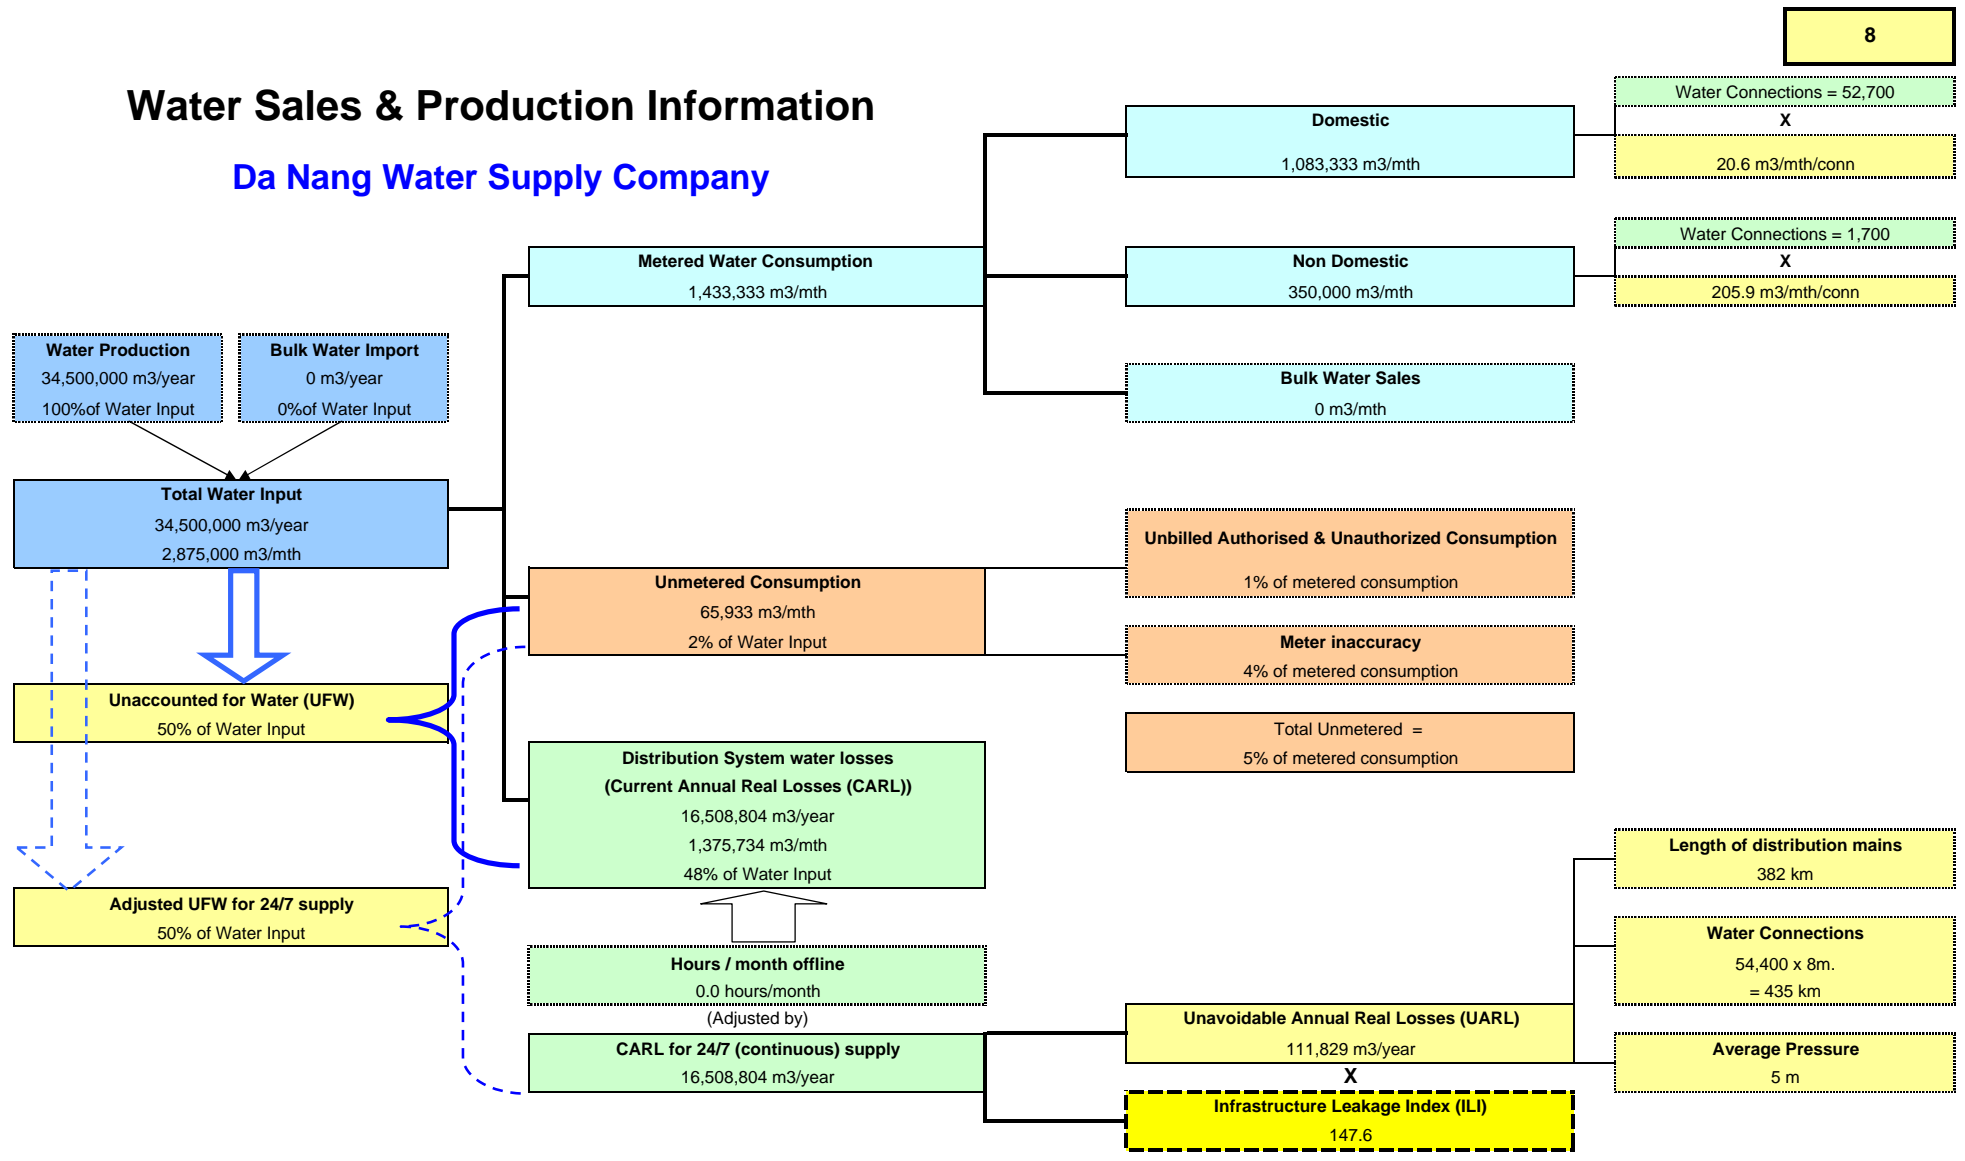 8
Water Sales & Production Information
Da Nang Water Supply Company
Water Connections = 52,700
Domestic
X
1,083,333 m3/mth
20.6 m3/mth/conn
Water Connections = 1,700
Metered Water Consumption
Non Domestic
X
1,433,333 m3/mth
350,000 m3/mth
205.9 m3/mth/conn
Water Production
34,500,000 m3/year
100%of Water Input
Bulk Water Import
0 m3/year
0%of Water Input
Bulk Water Sales
0 m3/mth
Total Water Input
34,500,000 m3/year
2,875,000 m3/mth
Unbilled Authorised & Unauthorized Consumption
1% of metered consumption
Unmetered Consumption
65,933 m3/mth
2% of Water Input
Meter inaccuracy
4% of metered consumption
Unaccounted for Water (UFW)
50% of Water Input
Total Unmetered =
5% of metered consumption
Distribution System water losses
(Current Annual Real Losses (CARL))
16,508,804 m3/year
1,375,734 m3/mth
48% of Water Input
Length of distribution mains
382 km
Adjusted UFW for 24/7 supply
50% of Water Input
Water Connections
54,400 x 8m.
= 435 km
Hours / month offline
0.0 hours/month
(Adjusted by)
CARL for 24/7 (continuous) supply
16,508,804 m3/year
Unavoidable Annual Real Losses (UARL)
111,829 m3/year
X
Average Pressure
5 m
Infrastructure Leakage Index (ILI)
147.6